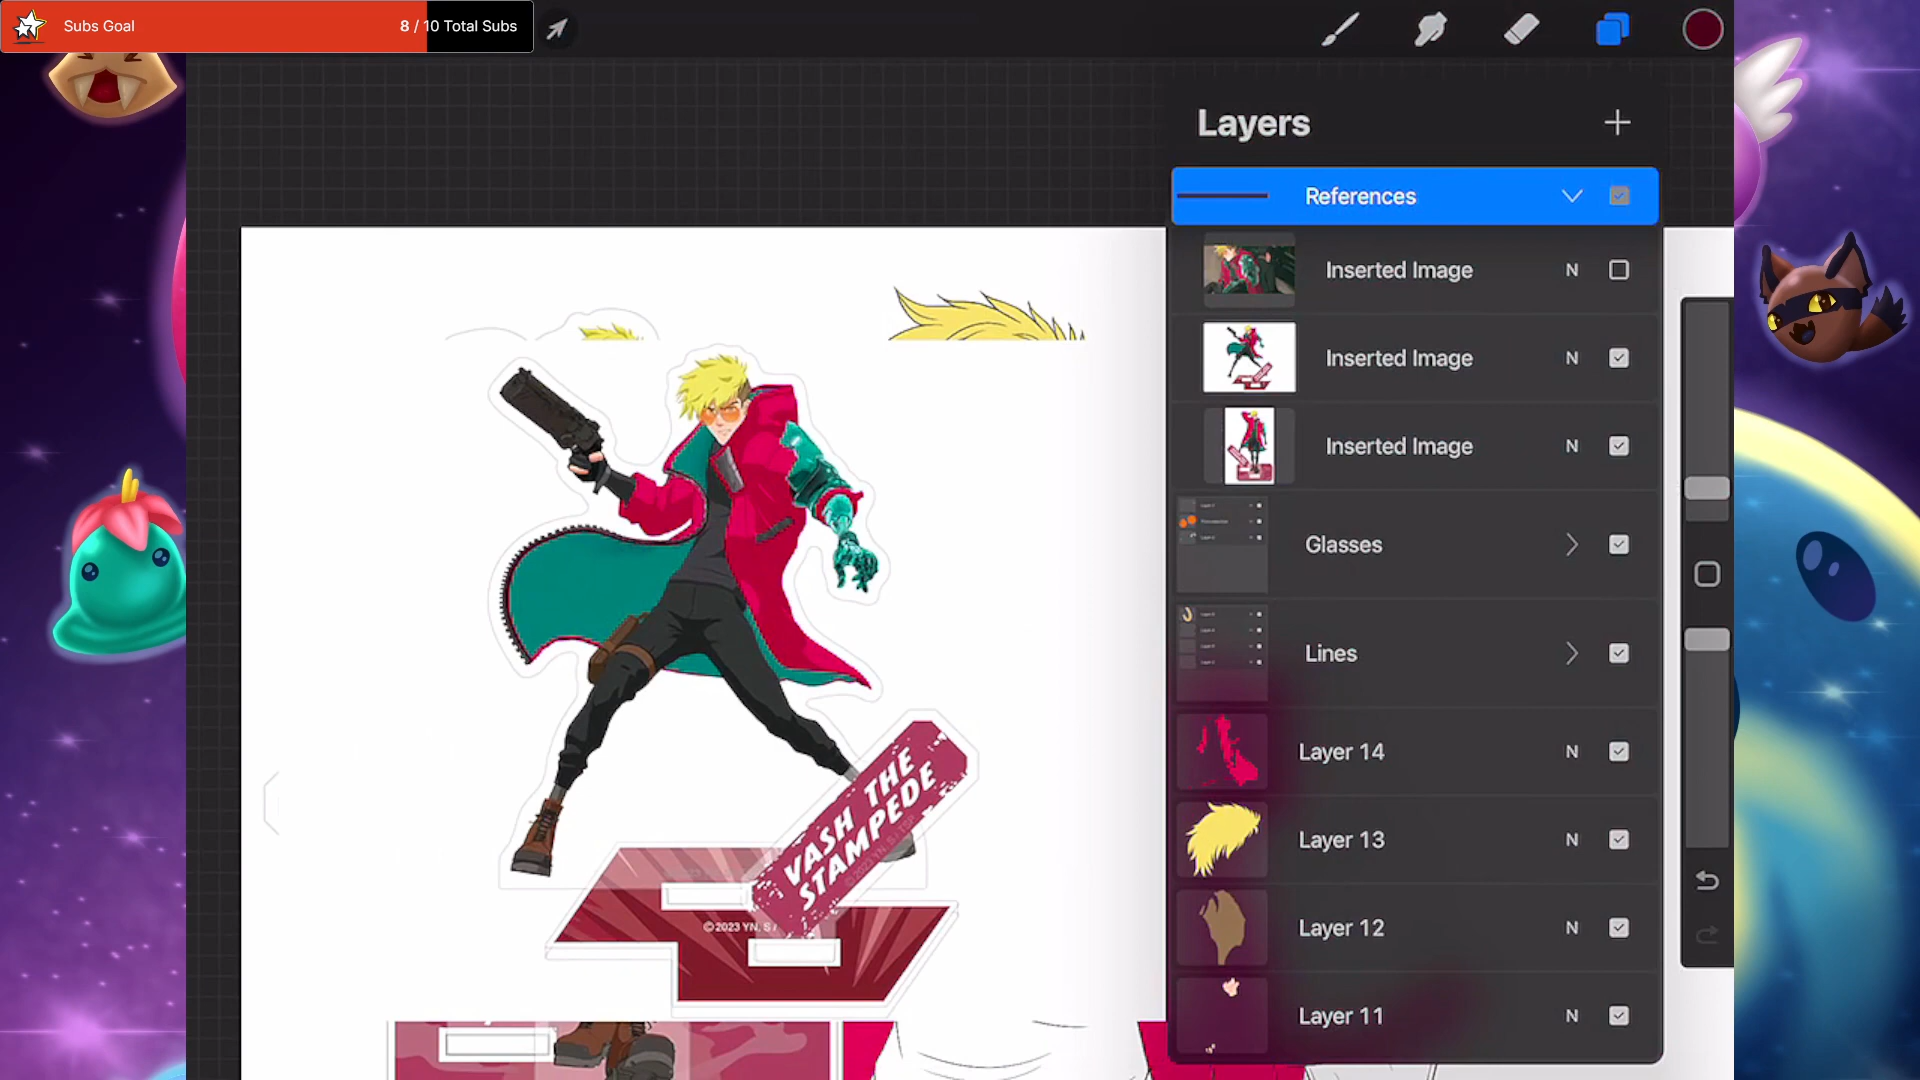 Subs Goal
8 / 10 Total Subs
Layers
References
Inserted Image N
Inserted Image N
Inserted Image N
Glasses
Lines
Layer 14 N
Layer 13 N
Layer 12 N
Layer 11 N
VASH THE
STAMPEDE
©2023 YN, S /